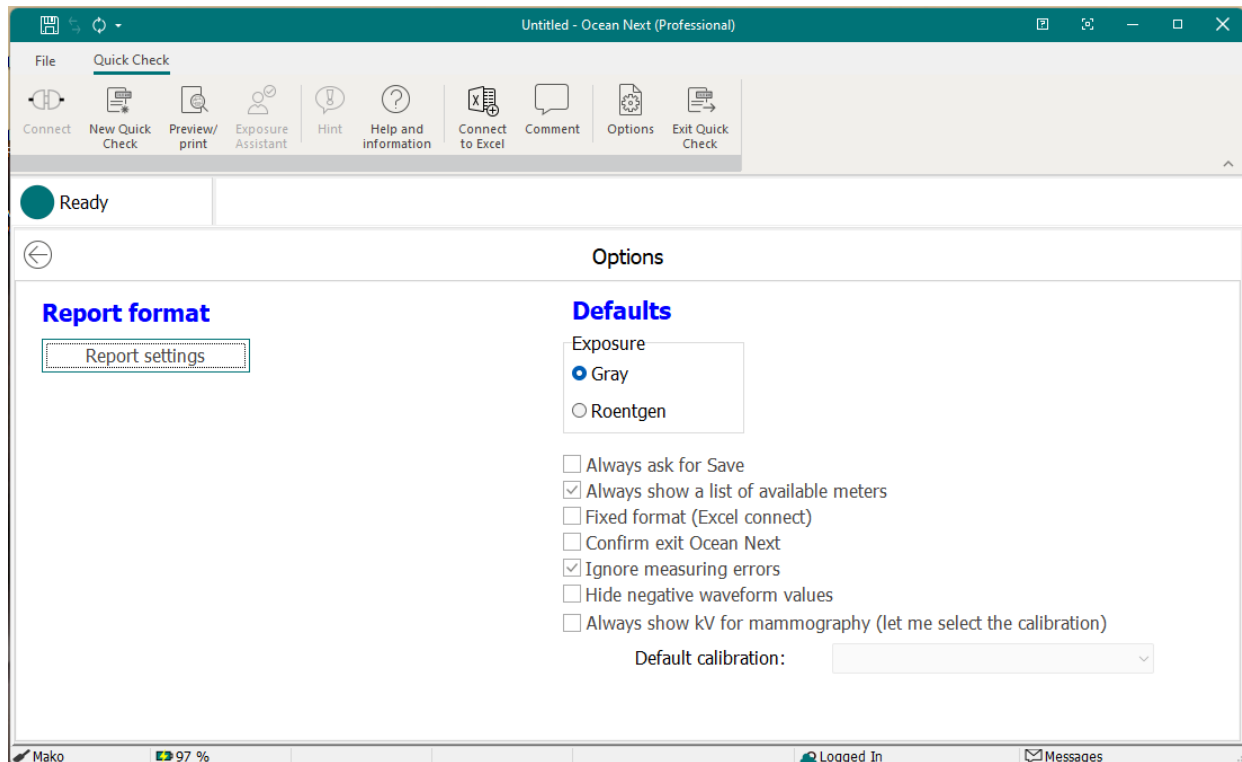 Untitled - Ocean Next (Professional)
File
Quick Check
Connect
New Quick
Check
Preview/
print
Exposure
Assistant
Hint
Help and
information
Connect
to Excel
Comment
Options
Exit Quick
Check
Ready
Options
Report format
Report settings
Defaults
Exposure
Gray
Roentgen
Always ask for Save
Always show a list of available meters
Fixed format (Excel connect)
Confirm exit Ocean Next
Ignore measuring errors
Hide negative waveform values
Always show kV for mammography (let me select the calibration)
Default calibration:
Mako
97 %
Logged In
Messages